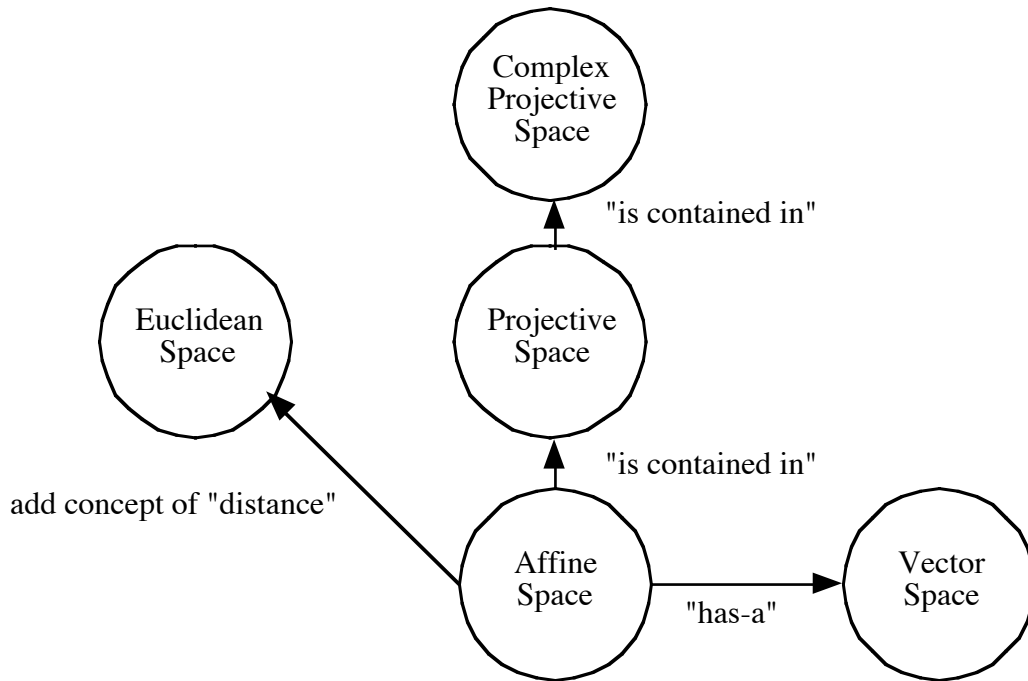 Complex
Projective
Space
"is contained in"
Euclidean
Space
Projective
Space
"is contained in"
add concept of "distance"
Affine
Space
"has-a"
Vector
Space